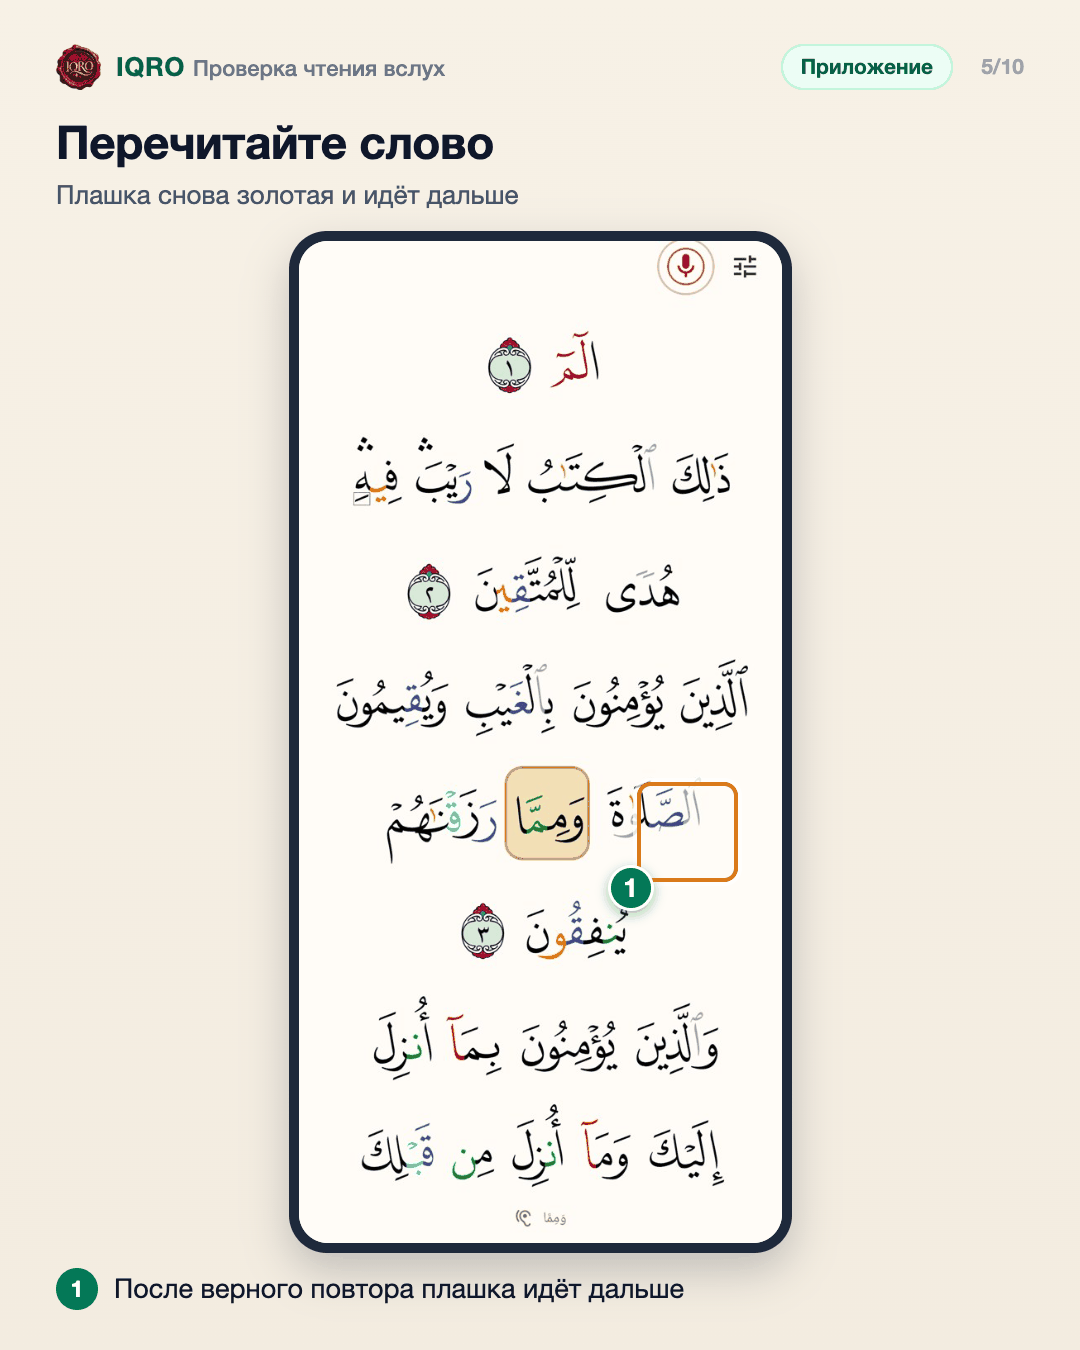 IQRO
IQRO Проверка чтения вслух
Приложение
5/10
Перечитайте слово
Плашка снова золотая и идёт дальше
الٓمٓ ١
ذَٰلِكَ ٱلْكِتَٰبُ لَا رَيْبَ ۛ فِيهِ ۛ
هُدًى لِّلْمُتَّقِينَ ٢
ٱلَّذِينَ يُؤْمِنُونَ بِٱلْغَيْبِ وَيُقِيمُونَ
ٱلصَّلَوٰةَ وَمِمَّا رَزَقْنَٰهُمْ
1
يُنفِقُونَ ٣
وَٱلَّذِينَ يُؤْمِنُونَ بِمَآ أُنزِلَ
إِلَيْكَ وَمَآ أُنزِلَ مِن قَبْلِكَ
وَمِمَّا
1 После верного повтора плашка идёт дальше